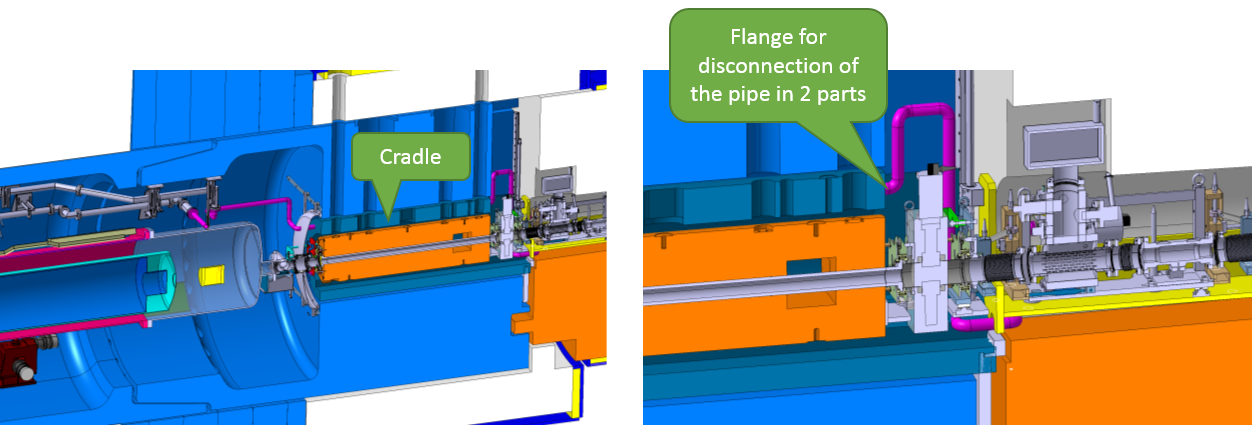 Flange for
disconnection of
the pipe in 2 parts
Cradle